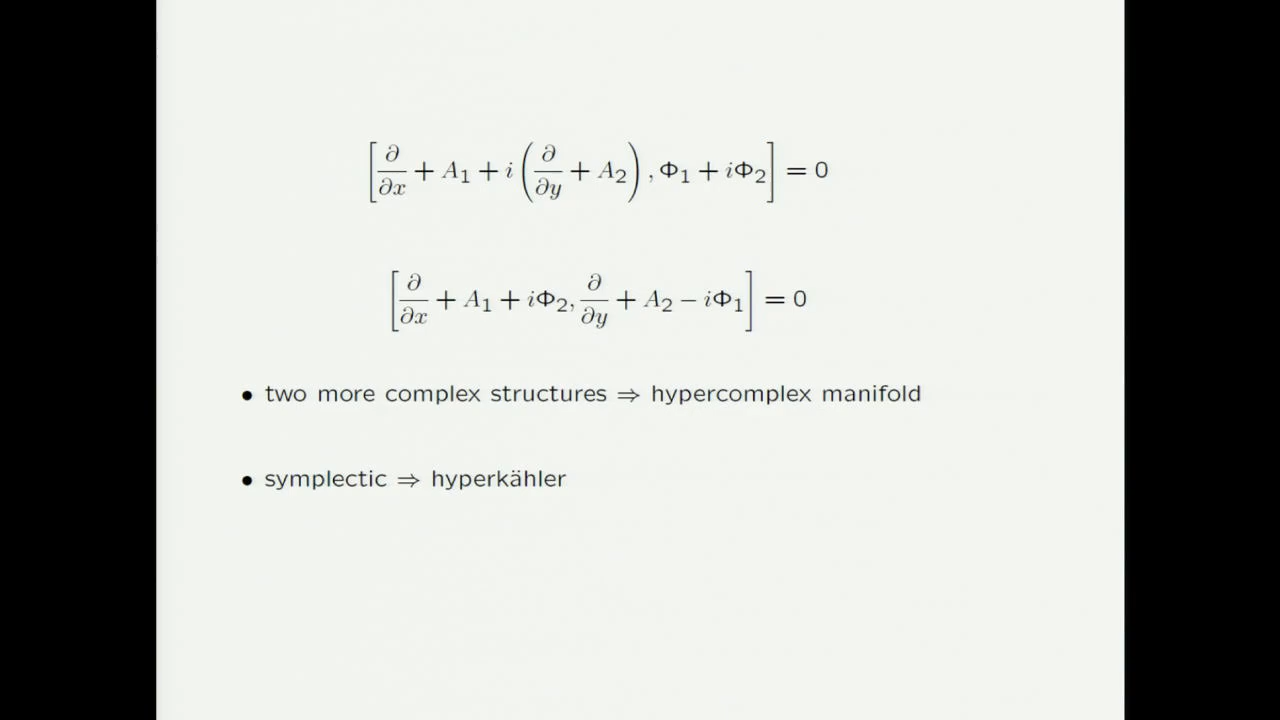 [∂/∂x + A₁ + i(∂/∂y + A₂), Φ₁ + iΦ₂] = 0
[∂/∂x + A₁ + iΦ₂, ∂/∂y + A₂ − iΦ₁] = 0
• two more complex structures ⇒ hypercomplex manifold
• symplectic ⇒ hyperkähler